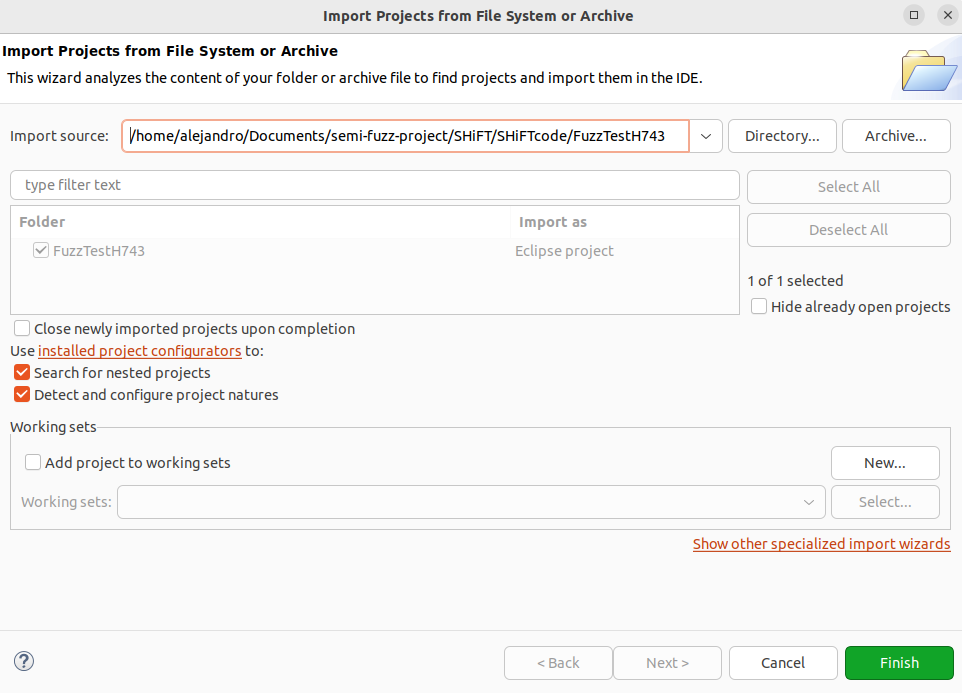 Import Projects from File System or Archive
Import Projects from File System or Archive
This wizard analyzes the content of your folder or archive file to find projects and import them in the IDE.
Import source: /home/alejandro/Documents/semi-fuzz-project/SHiFT/SHiFTcode/FuzzTestH743 Directory... Archive...
type filter text Select All
Folder Import as
Deselect All
FuzzTestH743 Eclipse project
1 of 1 selected
Hide already open projects
Close newly imported projects upon completion
Use installed project configurators to:
Search for nested projects
Detect and configure project natures
Working sets
Add project to working sets New...
Working sets: Select...
Show other specialized import wizards
? < Back Next > Cancel Finish